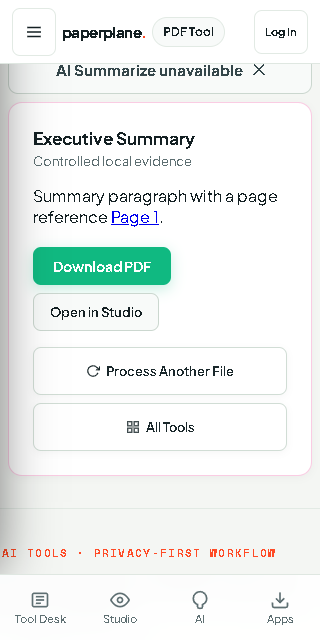 paperplane. PDF Tool Log In
AI Summarize unavailable
Executive Summary
Controlled local evidence
Summary paragraph with a page
reference Page 1.
Download PDF
Open in Studio
Process Another File
All Tools
AI TOOLS · PRIVACY-FIRST WORKFLOW
Tool Desk Studio AI Apps